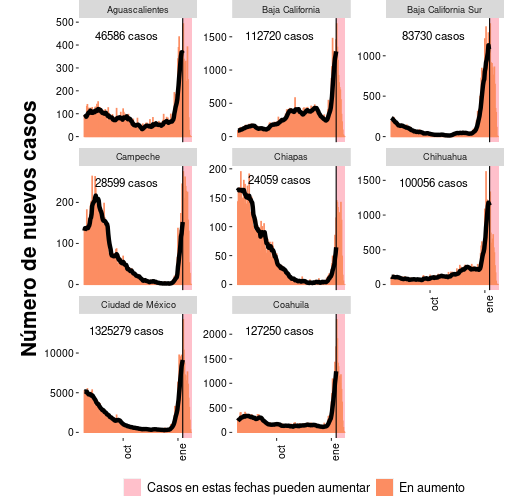 Número de nuevos casos
Aguascalientes
46586 casos
500
400
300
200
100
0
Baja California
112720 casos
1500
1000
500
0
Baja California Sur
83730 casos
1000
500
0
Campeche
28599 casos
200
100
0
Chiapas
24059 casos
200
150
100
50
0
Chihuahua
100056 casos
1500
1000
500
0
oct
ene
Ciudad de México
1325279 casos
10000
5000
0
oct
ene
Coahuila
127250 casos
2000
1500
1000
500
0
oct
ene
Casos en estas fechas pueden aumentar
En aumento